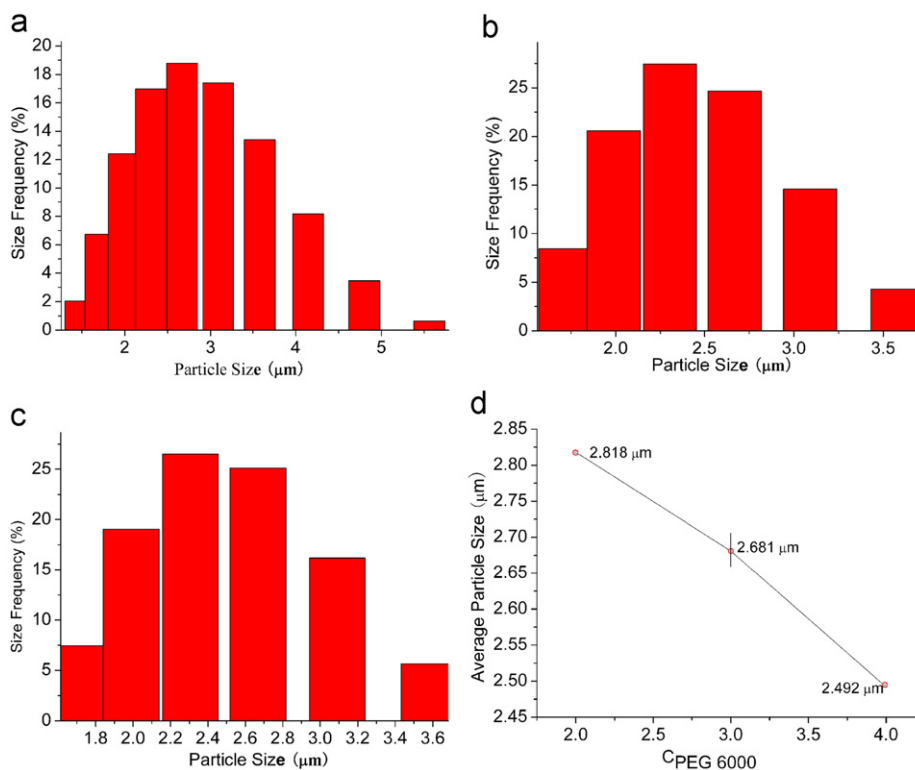 a
20
18
16
14
12
10
8
6
4
2
0
Size Frequency (%)
2 3 4 5
Particle Size (μm)
b
25
20
15
10
5
0
Size Frequency (%)
2.0 2.5 3.0 3.5
Particle Size (μm)
c
25
20
15
10
5
0
Size Frequency (%)
1.8 2.0 2.2 2.4 2.6 2.8 3.0 3.2 3.4 3.6
Particle Size (μm)
d
2.85
2.80
2.75
2.70
2.65
2.60
2.55
2.50
2.45
Average Particle Size (μm)
2.818 μm
2.681 μm
2.492 μm
2.0 2.5 3.0 3.5 4.0
CPEG 6000